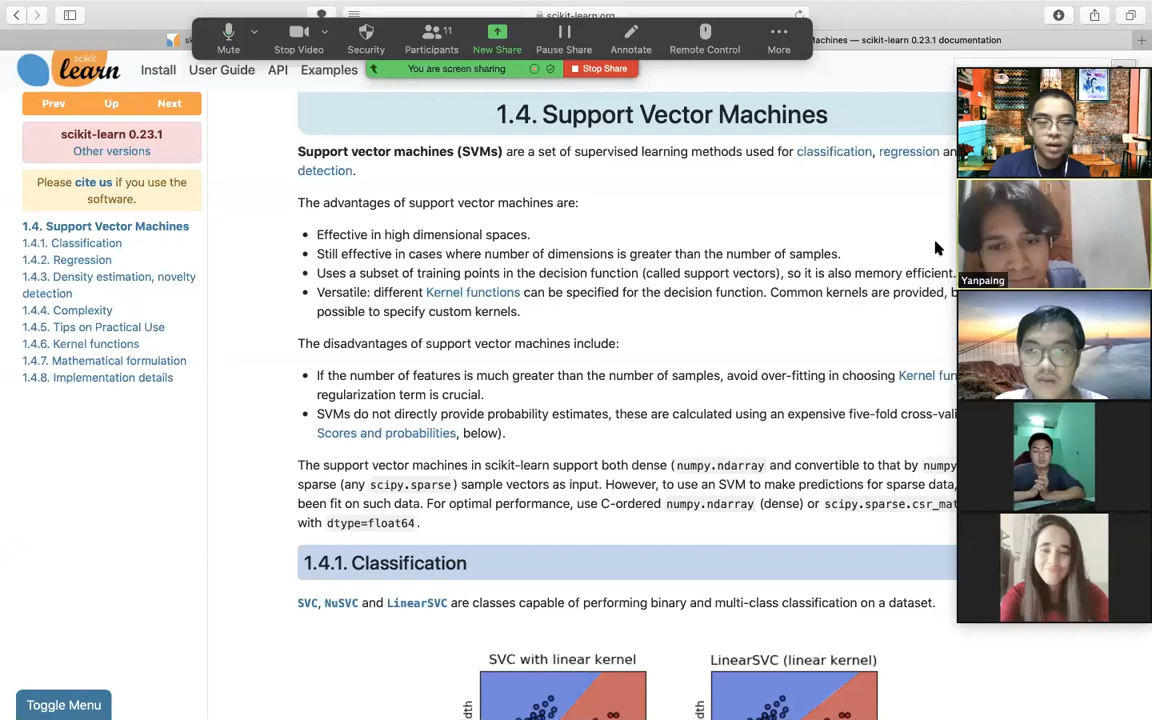 scikit-learn.org
sk
Machines — scikit-learn 0.23.1 documentation
Mute
Stop Video
Security
11
Participants
New Share
Pause Share
Annotate
Remote Control
More
You are screen sharing
Stop Share
scikit
learn
Install
User Guide
API
Examples
Prev
Up
Next
scikit-learn 0.23.1
Other versions
Please cite us if you use the
software.
1.4. Support Vector Machines
1.4.1. Classification
1.4.2. Regression
1.4.3. Density estimation, novelty
detection
1.4.4. Complexity
1.4.5. Tips on Practical Use
1.4.6. Kernel functions
1.4.7. Mathematical formulation
1.4.8. Implementation details
Toggle Menu
1.4. Support Vector Machines
Support vector machines (SVMs) are a set of supervised learning methods used for classification, regression an
detection.
The advantages of support vector machines are:
• Effective in high dimensional spaces.
• Still effective in cases where number of dimensions is greater than the number of samples.
• Uses a subset of training points in the decision function (called support vectors), so it is also memory efficient.
• Versatile: different Kernel functions can be specified for the decision function. Common kernels are provided, b
possible to specify custom kernels.
The disadvantages of support vector machines include:
• If the number of features is much greater than the number of samples, avoid over-fitting in choosing Kernel fun
regularization term is crucial.
• SVMs do not directly provide probability estimates, these are calculated using an expensive five-fold cross-vali
Scores and probabilities, below).
The support vector machines in scikit-learn support both dense (numpy.ndarray and convertible to that by numpy
sparse (any scipy.sparse) sample vectors as input. However, to use an SVM to make predictions for sparse data,
been fit on such data. For optimal performance, use C-ordered numpy.ndarray (dense) or scipy.sparse.csr_mat
with dtype=float64.
1.4.1. Classification
SVC, NuSVC and LinearSVC are classes capable of performing binary and multi-class classification on a dataset.
SVC with linear kernel
LinearSVC (linear kernel)
dth
dth
Yanpaing